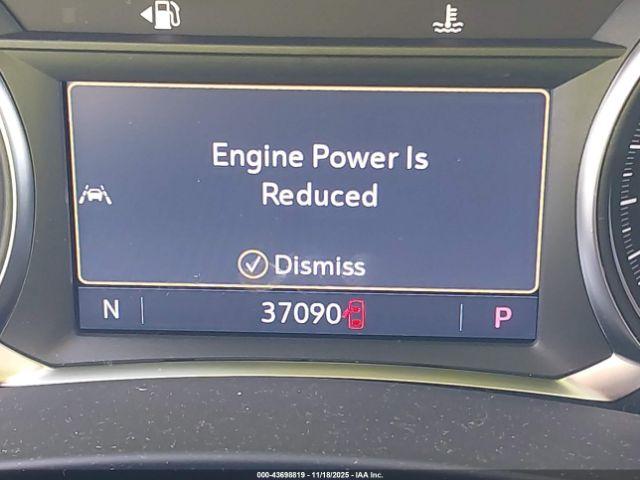 Engine Power Is
Reduced
Dismiss
N 37090 P
000-43698819 - 11/18/2025 - IAA Inc.